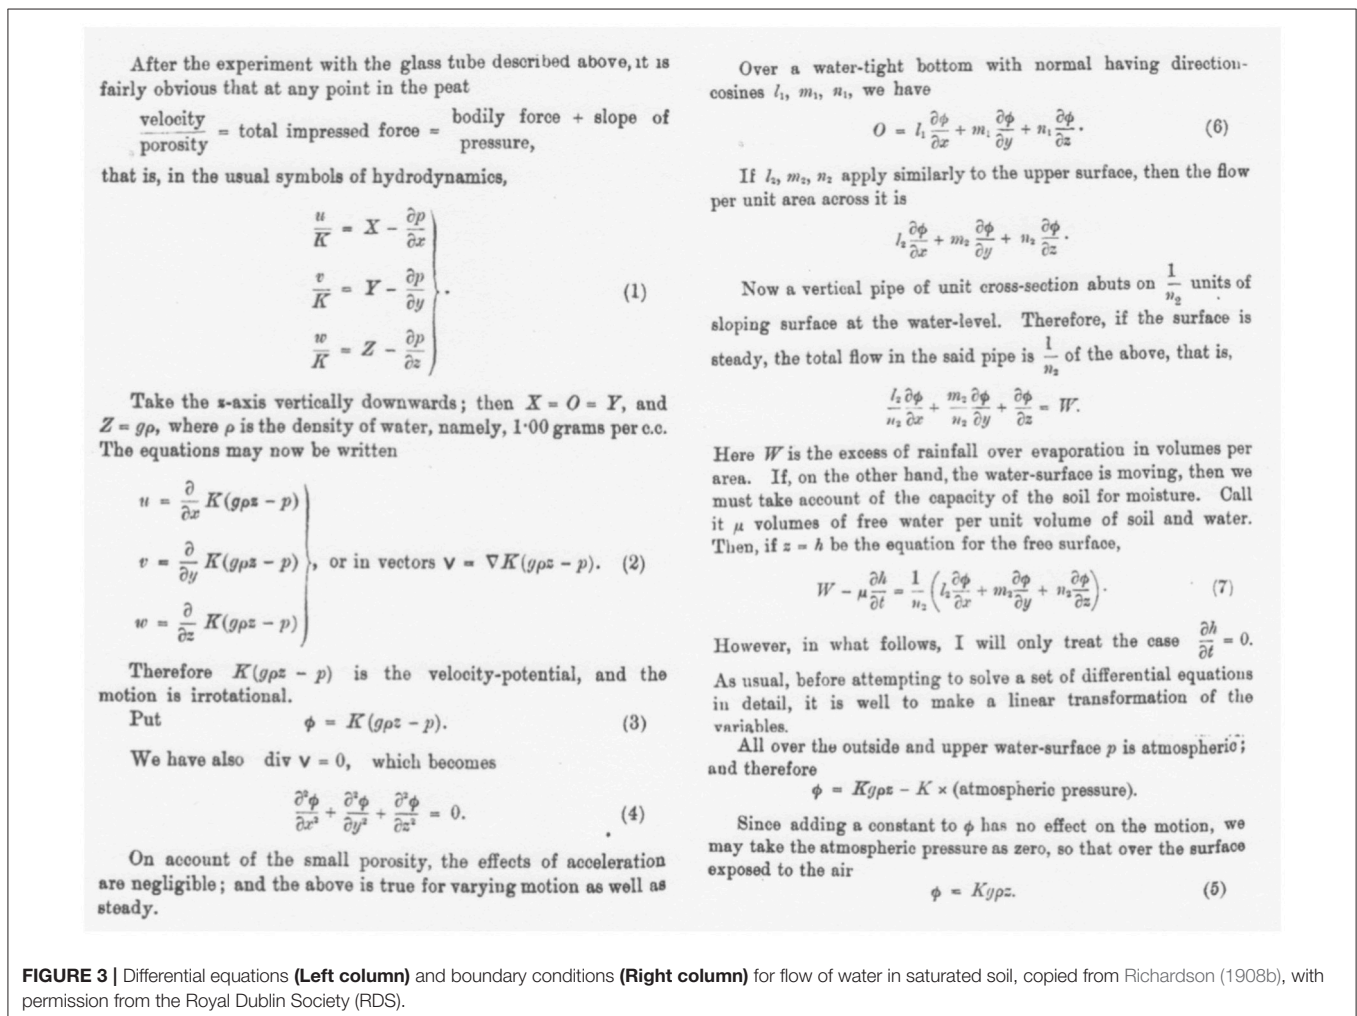 After the experiment with the glass tube described above, it is
fairly obvious that at any point in the peat
velocity/porosity = total impressed force = bodily force + slope of pressure,
that is, in the usual symbols of hydrodynamics,
u/K = X − ∂p/∂x
v/K = Y − ∂p/∂y . (1)
w/K = Z − ∂p/∂z
Take the z-axis vertically downwards; then X = O = Y, and
Z = gρ, where ρ is the density of water, namely, 1·00 grams per c.c.
The equations may now be written
u = ∂/∂x K(gρz − p)
v = ∂/∂y K(gρz − p) , or in vectors v = ∇K(gρz − p). (2)
w = ∂/∂z K(gρz − p)
Therefore K(gρz − p) is the velocity-potential, and the
motion is irrotational.
Put φ = K(gρz − p). (3)
We have also div v = 0, which becomes
∂²φ/∂x² + ∂²φ/∂y² + ∂²φ/∂z² = 0. (4)
On account of the small porosity, the effects of acceleration
are negligible; and the above is true for varying motion as well as
steady.
Over a water-tight bottom with normal having direction-
cosines l₁, m₁, n₁, we have
O = l₁ ∂φ/∂x + m₁ ∂φ/∂y + n₁ ∂φ/∂z. (6)
If l₂, m₂, n₂ apply similarly to the upper surface, then the flow
per unit area across it is
l₂ ∂φ/∂x + m₂ ∂φ/∂y + n₂ ∂φ/∂z.
Now a vertical pipe of unit cross-section abuts on 1/n₂ units of
sloping surface at the water-level. Therefore, if the surface is
steady, the total flow in the said pipe is 1/n₂ of the above, that is,
l₂/n₂ ∂φ/∂x + m₂/n₂ ∂φ/∂y + ∂φ/∂z = W.
Here W is the excess of rainfall over evaporation in volumes per
area. If, on the other hand, the water-surface is moving, then we
must take account of the capacity of the soil for moisture. Call
it μ volumes of free water per unit volume of soil and water.
Then, if z = h be the equation for the free surface,
W − μ ∂h/∂t = 1/n₂ (l₂ ∂φ/∂x + m₂ ∂φ/∂y + n₂ ∂φ/∂z). (7)
However, in what follows, I will only treat the case ∂h/∂t = 0.
As usual, before attempting to solve a set of differential equations
in detail, it is well to make a linear transformation of the
variables.
All over the outside and upper water-surface p is atmospheric;
and therefore
φ = Kgρz − K × (atmospheric pressure).
Since adding a constant to φ has no effect on the motion, we
may take the atmospheric pressure as zero, so that over the surface
exposed to the air
φ = Kgρz. (5)
FIGURE 3 | Differential equations (Left column) and boundary conditions (Right column) for flow of water in saturated soil, copied from Richardson (1908b), with
permission from the Royal Dublin Society (RDS).